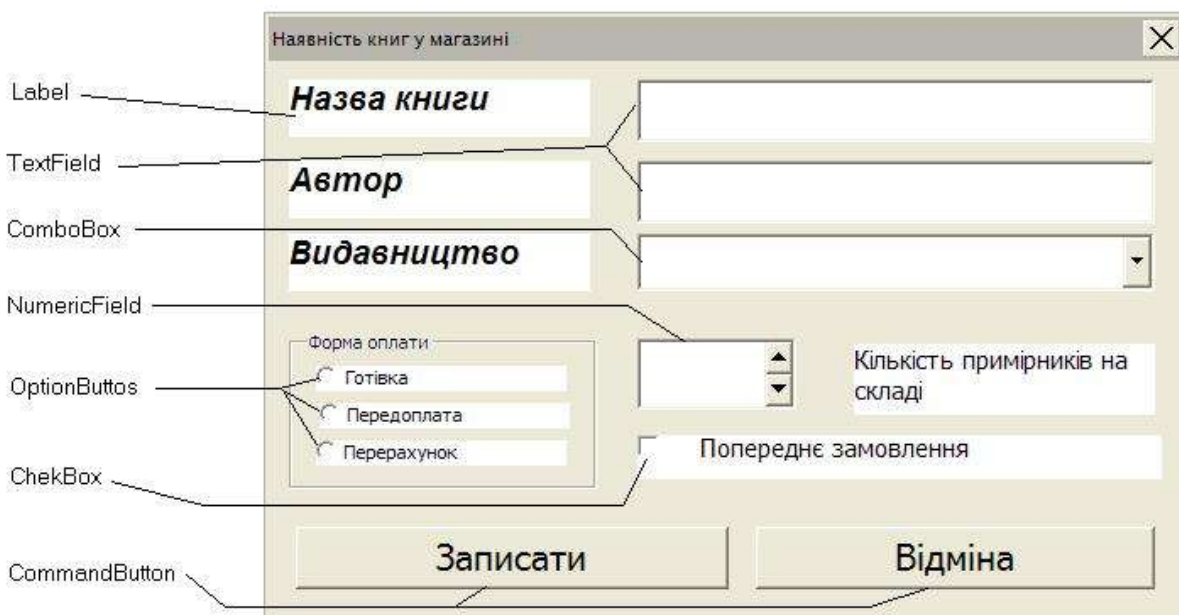 Наявність книг у магазині
Label
Назва книги
TextField
Автор
ComboBox
Видавництво
NumericField
Форма оплати
Кількість примірників на
складі
OptionButtos
Готівка
Передоплата
Перерахунок
Попереднє замовлення
ChekBox
Записати
Відміна
CommandButton